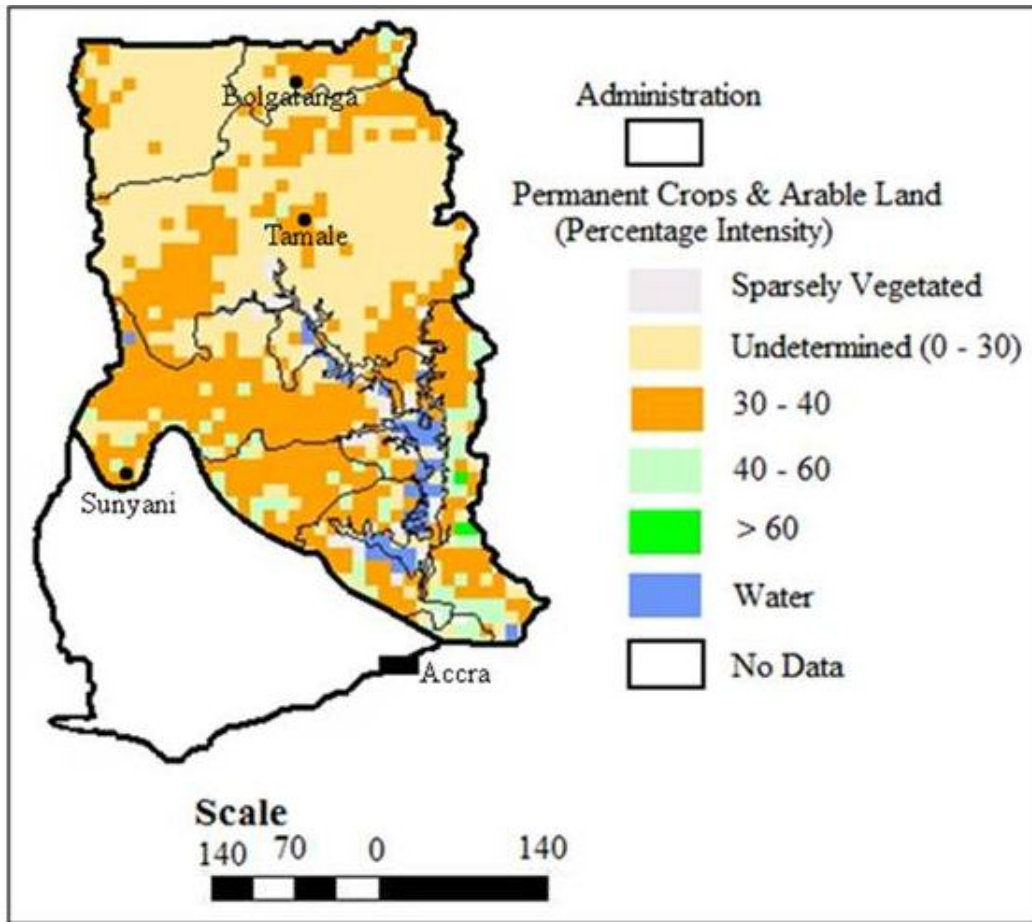 Bolgatanga
Tamale
Sunyani
Accra
Administration
Permanent Crops & Arable Land
(Percentage Intensity)
Sparsely Vegetated
Undetermined (0 - 30)
30 - 40
40 - 60
> 60
Water
No Data
Scale
140 70 0 140